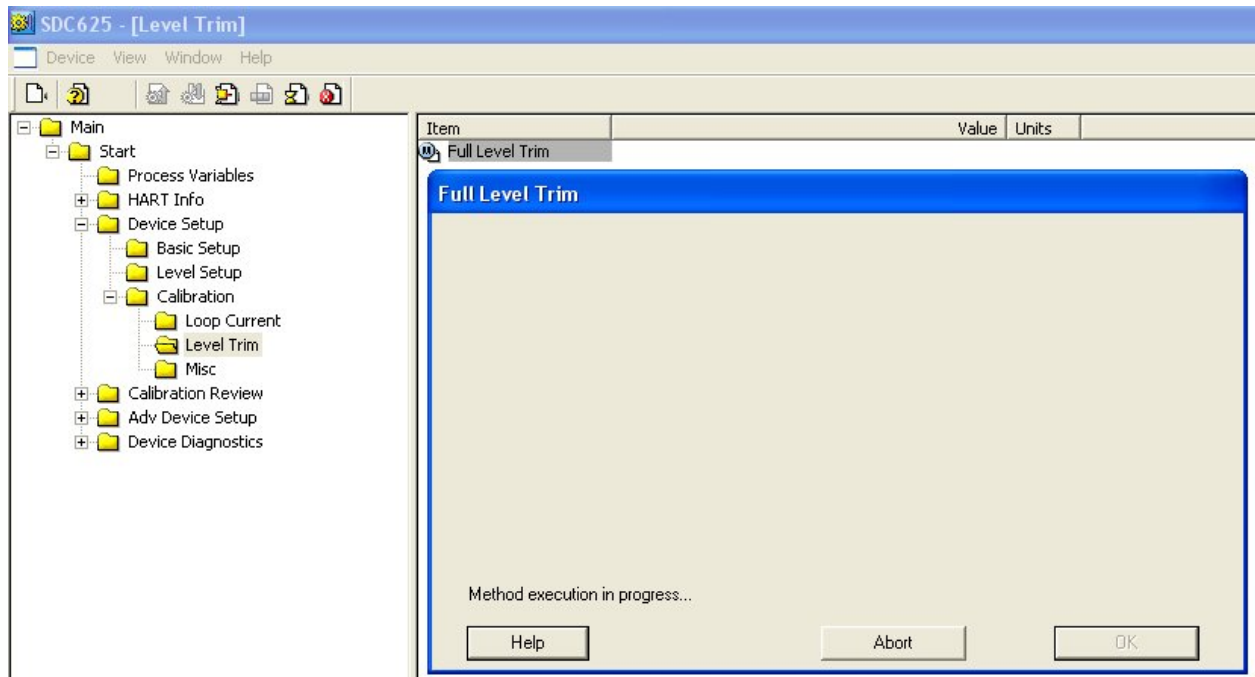 SDC625 - [Level Trim]
Device View Window Help
Main
Start
Process Variables
HART Info
Device Setup
Basic Setup
Level Setup
Calibration
Loop Current
Level Trim
Misc
Calibration Review
Adv Device Setup
Device Diagnostics
Item Value Units
Full Level Trim
Full Level Trim
Method execution in progress...
Help Abort OK